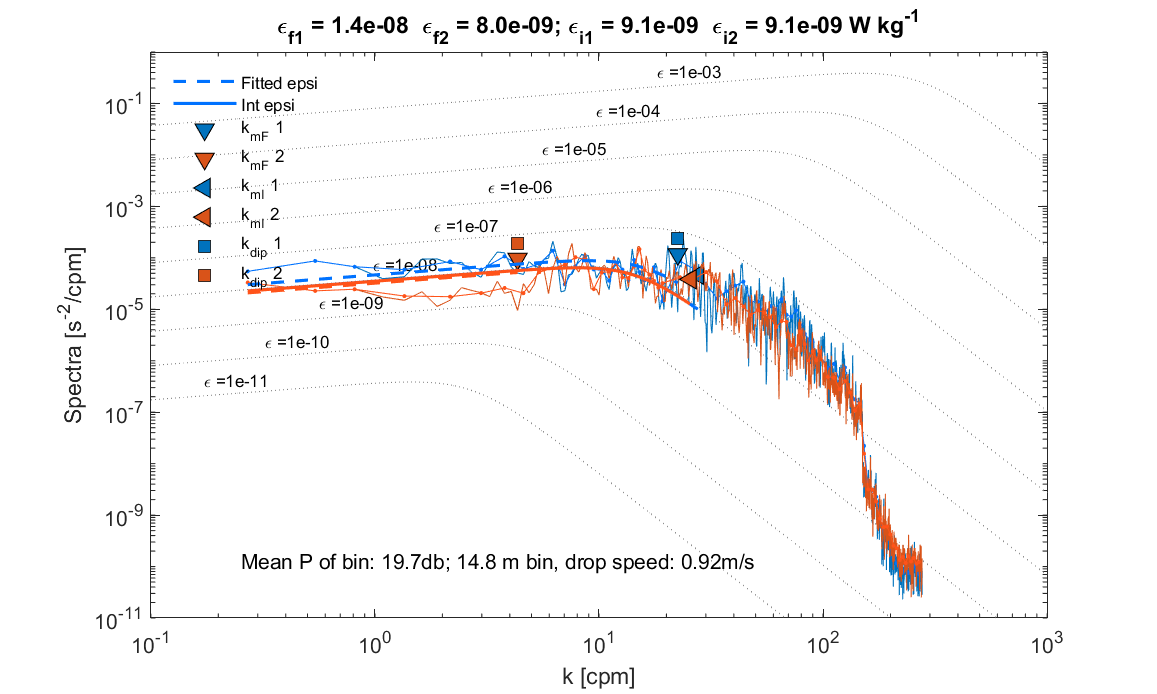 ϵf1 = 1.4e-08 ϵf2 = 8.0e-09; ϵi1 = 9.1e-09 ϵi2 = 9.1e-09 W kg-1
Fitted epsi
Int epsi
kmF 1
kmF 2
kmI 1
kmI 2
kdip 1
kdip 2
ϵ =1e-03
ϵ =1e-04
ϵ =1e-05
ϵ =1e-06
ϵ =1e-07
ϵ =1e-08
ϵ =1e-09
ϵ =1e-10
ϵ =1e-11
Mean P of bin: 19.7db; 14.8 m bin, drop speed: 0.92m/s
Spectra [s-2/cpm]
10-1
10-3
10-5
10-7
10-9
10-11
10-1
100
101
102
103
k [cpm]